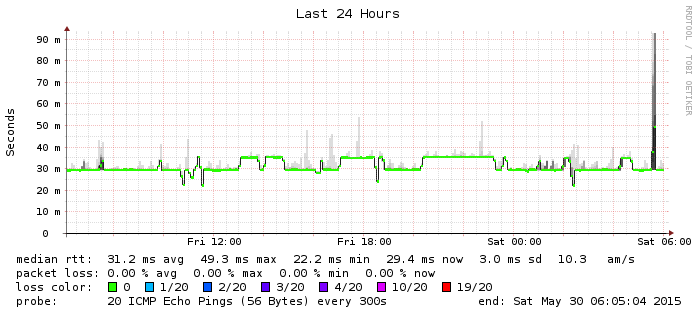 Last 24 Hours
RRDTOOL / TOBI OETIKER
Seconds
90 m
80 m
70 m
60 m
50 m
40 m
30 m
20 m
10 m
0
Fri 12:00 Fri 18:00 Sat 00:00 Sat 06:00
median rtt: 31.2 ms avg 49.3 ms max 22.2 ms min 29.4 ms now 3.0 ms sd 10.3 am/s
packet loss: 0.00 % avg 0.00 % max 0.00 % min 0.00 % now
loss color: 0 1/20 2/20 3/20 4/20 10/20 19/20
probe: 20 ICMP Echo Pings (56 Bytes) every 300s end: Sat May 30 06:05:04 2015